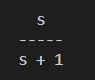 s
-----
s + 1